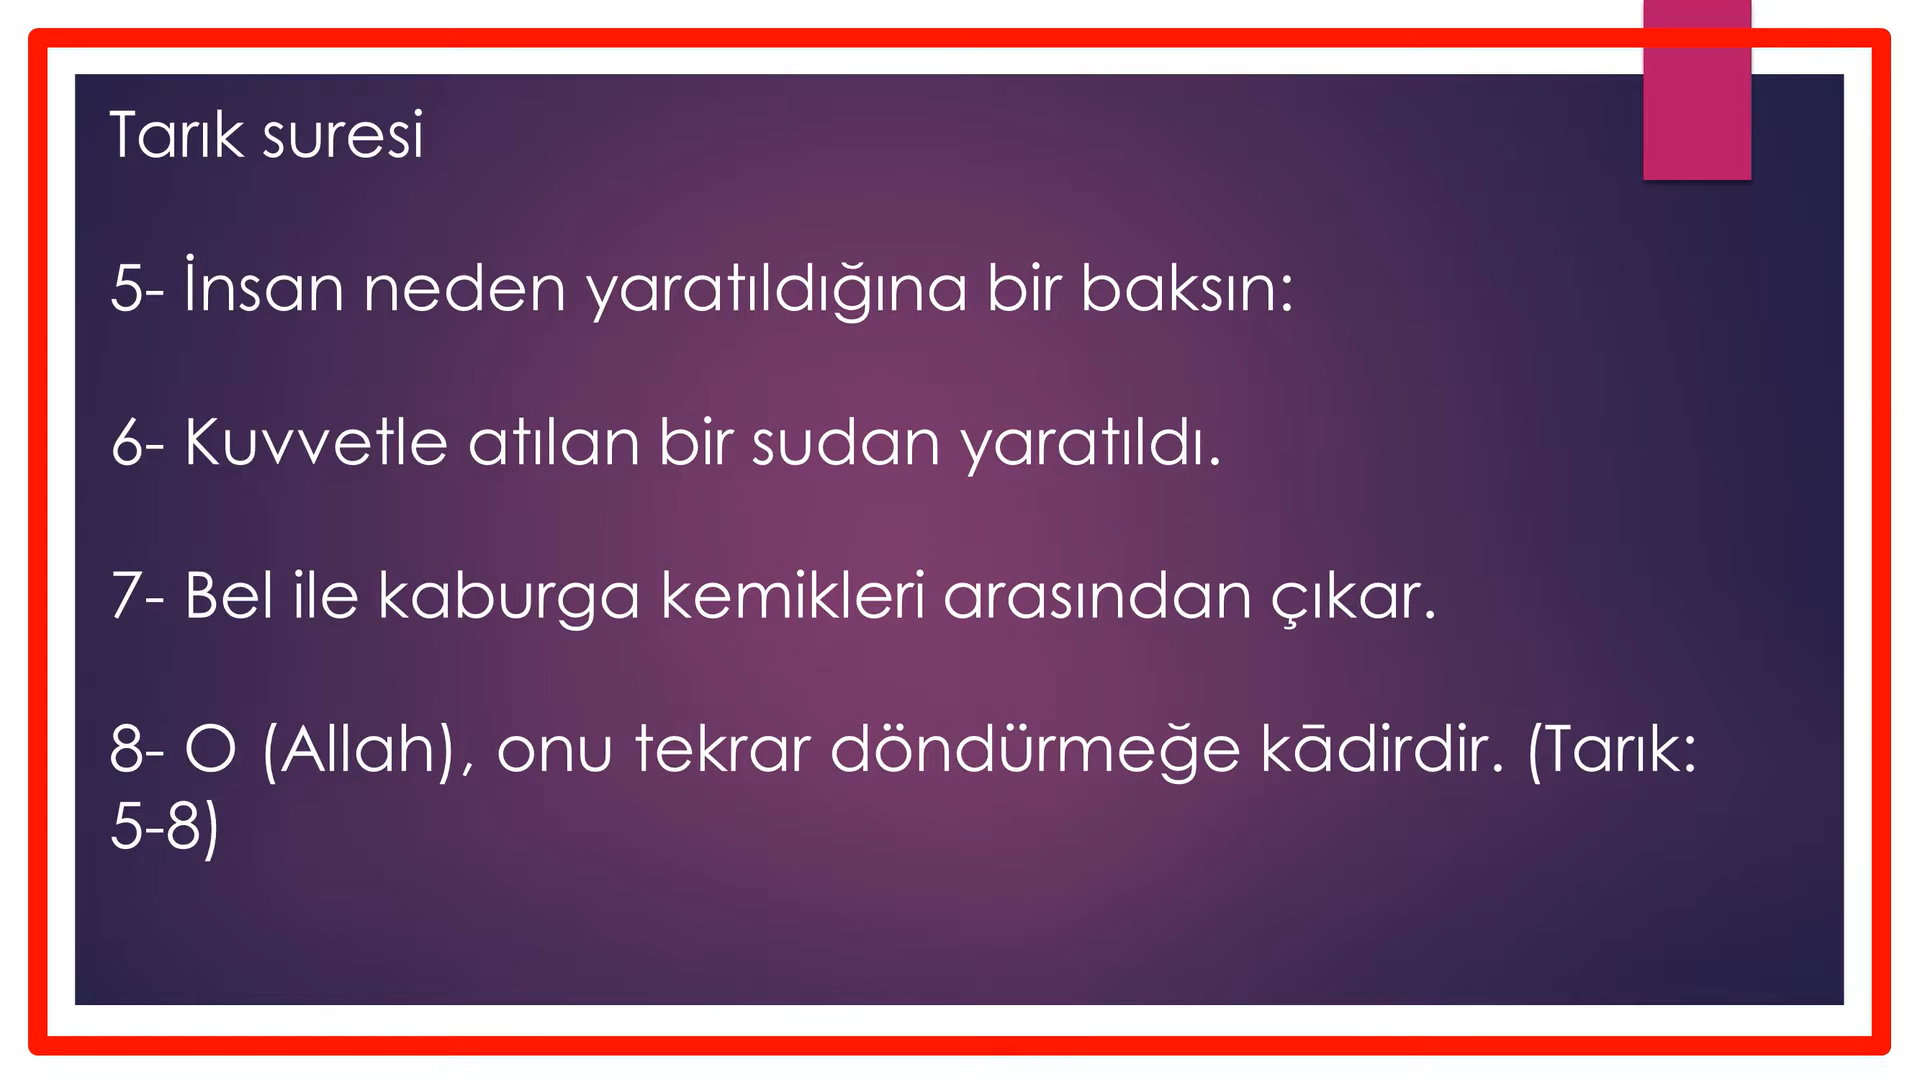 Tarık suresi
5- İnsan neden yaratıldığına bir baksın:
6- Kuvvetle atılan bir sudan yaratıldı.
7- Bel ile kaburga kemikleri arasından çıkar.
8- O (Allah), onu tekrar döndürmeğe kādirdir. (Tarık:
5-8)